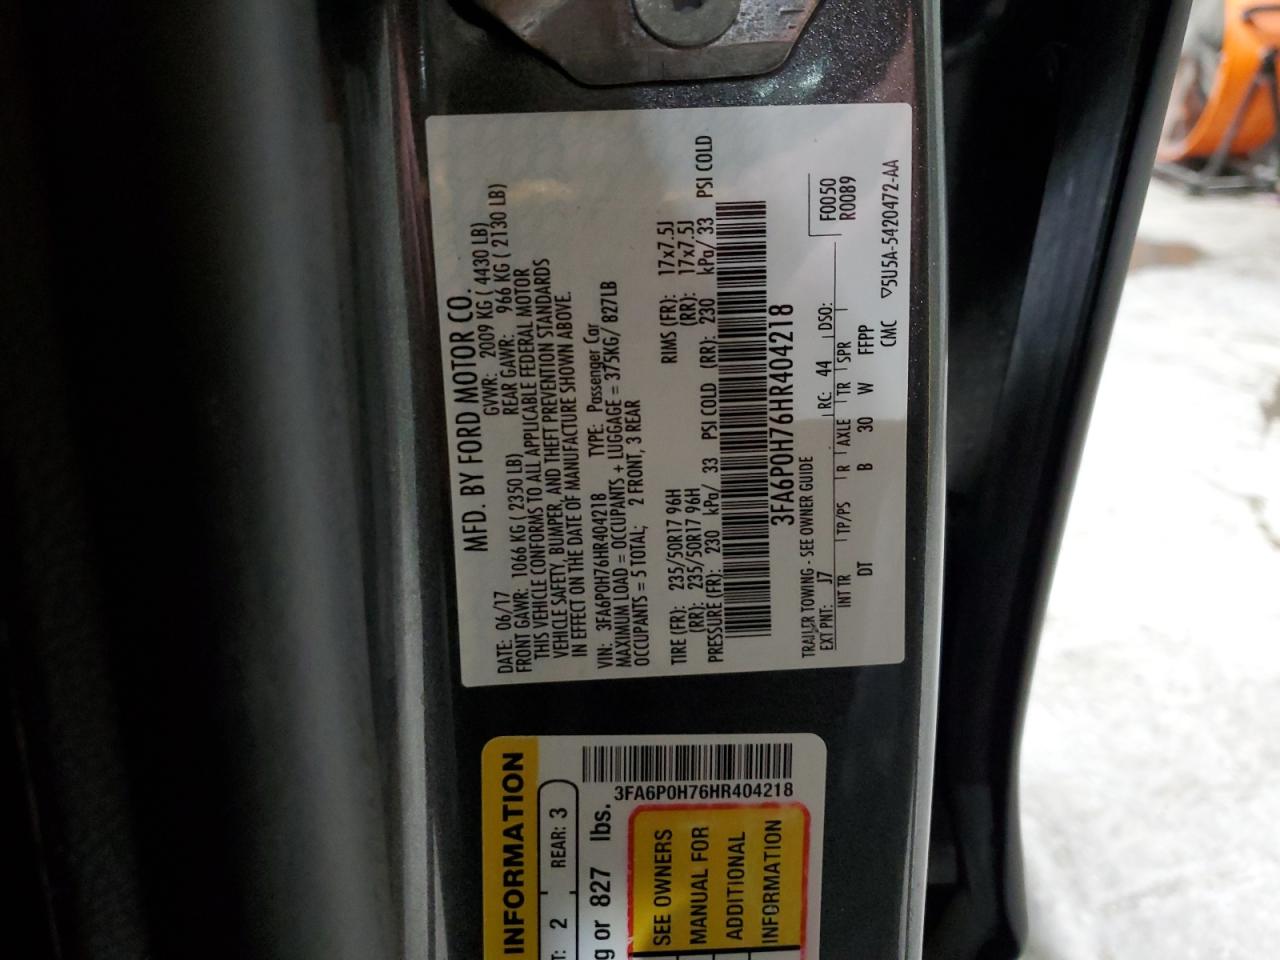 MFD. BY FORD MOTOR CO.
DATE: 06/17 GVWR: 2009 KG ( 4430 LB)
FRONT GAWR: 1066 KG ( 2350 LB) REAR GAWR: 966 KG ( 2130 LB)
THIS VEHICLE CONFORMS TO ALL APPLICABLE FEDERAL MOTOR
VEHICLE SAFETY, BUMPER, AND THEFT PREVENTION STANDARDS
IN EFFECT ON THE DATE OF MANUFACTURE SHOWN ABOVE.
VIN: 3FA6P0H76HR404218 TYPE: Passenger Car
MAXIMUM LOAD = OCCUPANTS + LUGGAGE = 375KG/ 827LB
OCCUPANTS = 5 TOTAL; 2 FRONT, 3 REAR
TIRE (FR): 235/50R17 96H RIMS (FR): 17x7.5J
(RR): 235/50R17 96H (RR): 17x7.5J
PRESSURE (FR): 230 kPa/ 33 PSI COLD (RR): 230 kPa/ 33 PSI COLD
3FA6P0H76HR404218
TRAILER TOWING - SEE OWNER GUIDE
EXT PNT: J7 RC: 44 DSO: F0050
R0089
INT TR TP/PS R AXLE TR SPR
DT B 30 W FFPP
CMC ▽5U5A-5420472-AA
INFORMATION
T: 2 REAR: 3
3FA6P0H76HR404218
g or 827 lbs.
SEE OWNERS
MANUAL FOR
ADDITIONAL
INFORMATION